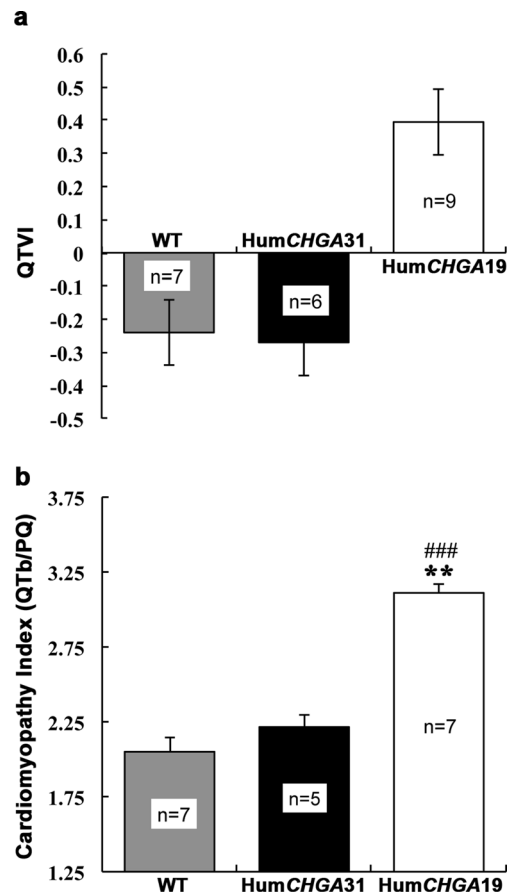 a
0.6
0.5
0.4
0.3
0.2
0.1
0
-0.1
-0.2
-0.3
-0.4
-0.5
QTVI
WT
HumCHGA31
HumCHGA19
n=7
n=6
n=9
b
3.75
3.25
2.75
2.25
1.75
1.25
Cardiomyopathy Index (QTb/PQ)
###
**
n=7
n=5
n=7
WT
HumCHGA31
HumCHGA19